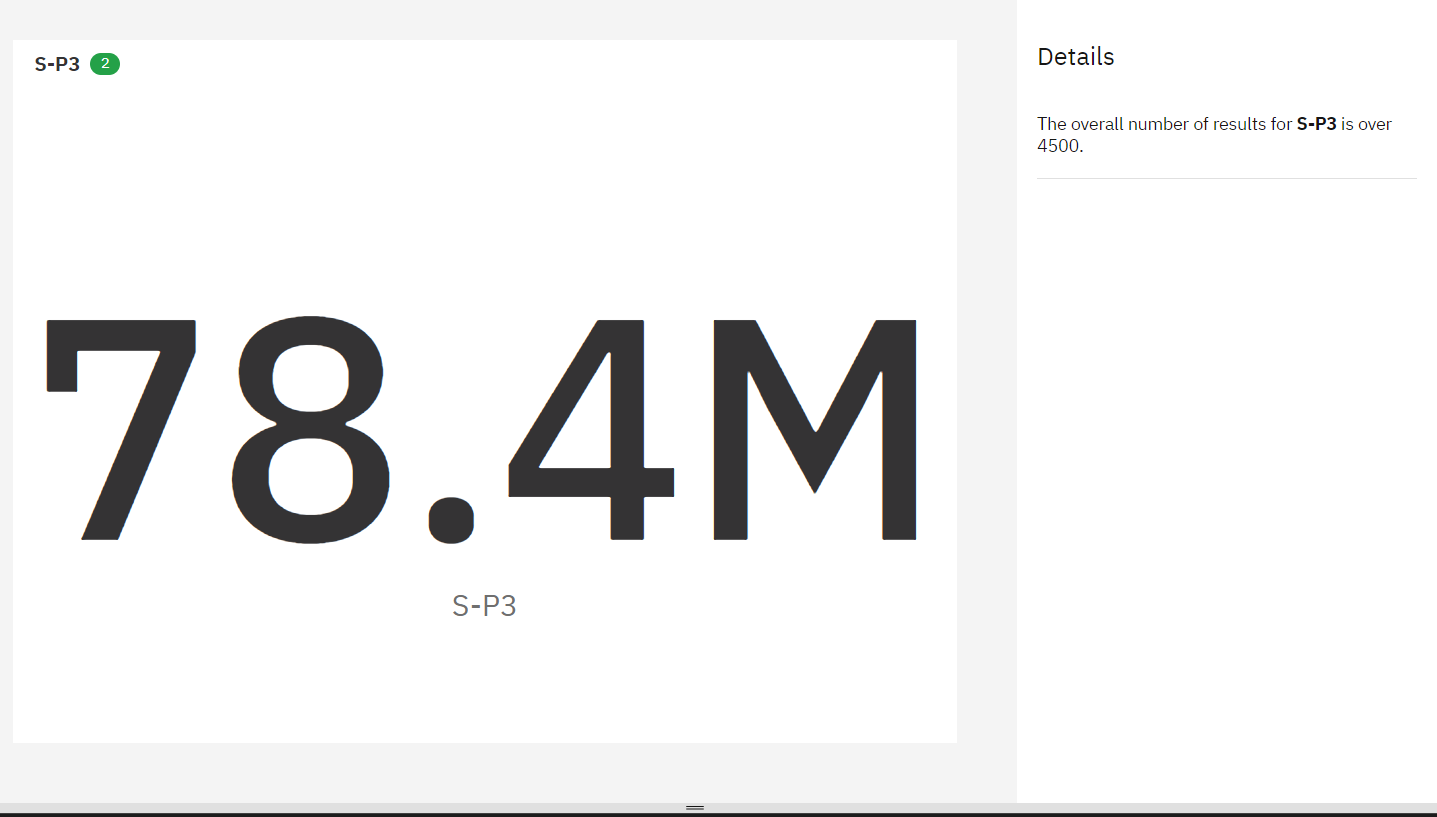 S-P3 2
78.4M
S-P3
Details
The overall number of results for S-P3 is over
4500.